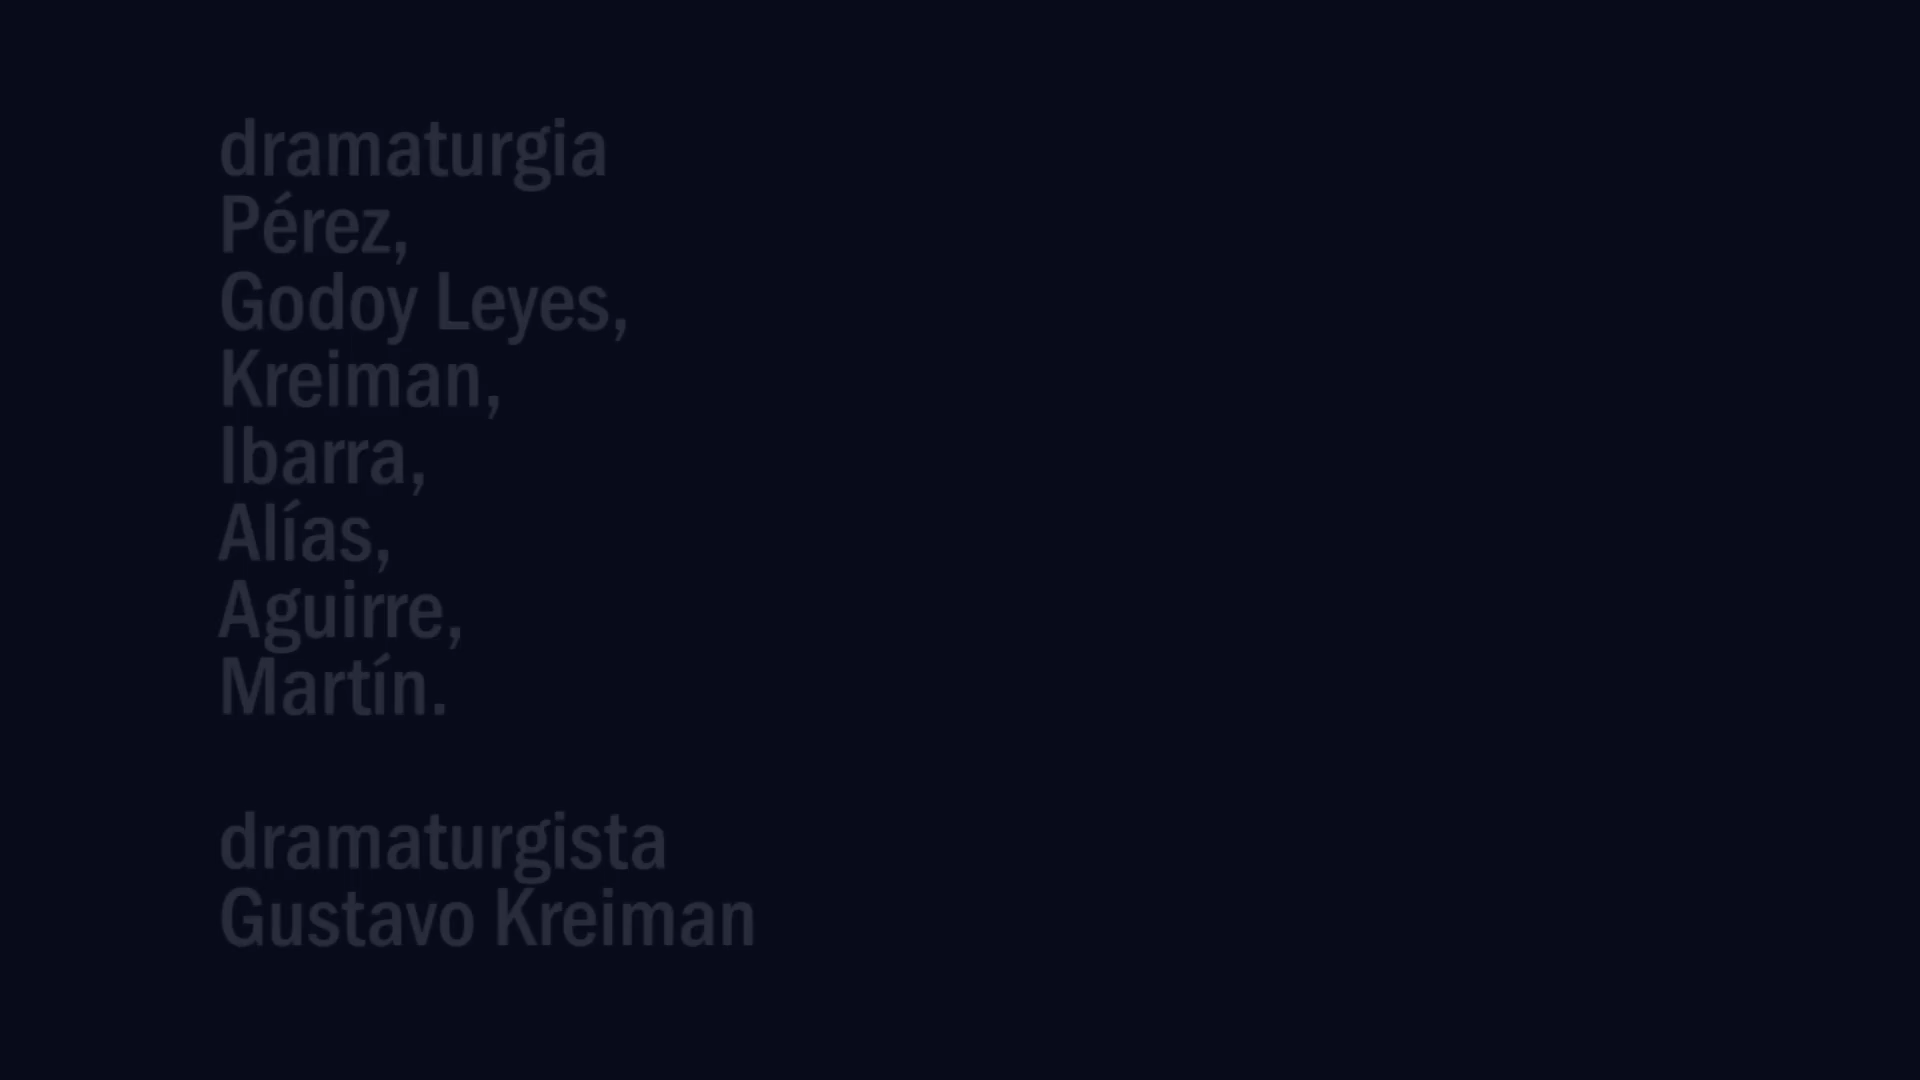 dramaturgia
Pérez,
Godoy Leyes,
Kreiman,
Ibarra,
Alías,
Aguirre,
Martín.
dramaturgista
Gustavo Kreiman